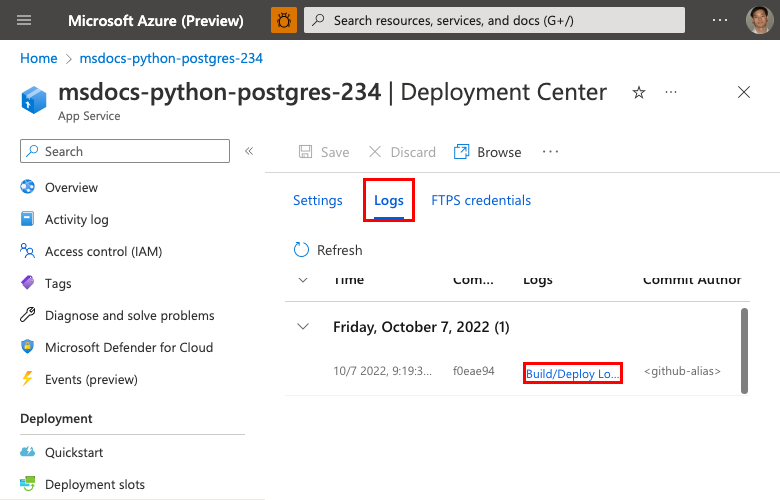 Microsoft Azure (Preview) Search resources, services, and docs (G+/) ...
Home > msdocs-python-postgres-234
msdocs-python-postgres-234 | Deployment Center ...
App Service
Search «
Overview
Activity log
Access control (IAM)
Tags
Diagnose and solve problems
Microsoft Defender for Cloud
Events (preview)
Deployment
Quickstart
Deployment slots
Save Discard Browse ...
Settings Logs FTPS credentials
Refresh
Time Com... Logs Commit Author
Friday, October 7, 2022 (1)
10/7 2022, 9:19:3... f0eae94 Build/Deploy Lo... <github-alias>